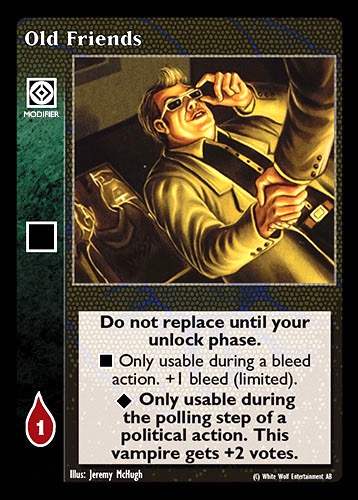 Old Friends
MODIFIER
Do not replace until your
unlock phase.
Only usable during a bleed
action. +1 bleed (limited).
Only usable during
the polling step of a
political action. This
vampire gets +2 votes.
1
Illus: Jeremy McHugh
(C) White Wolf Entertainment AB